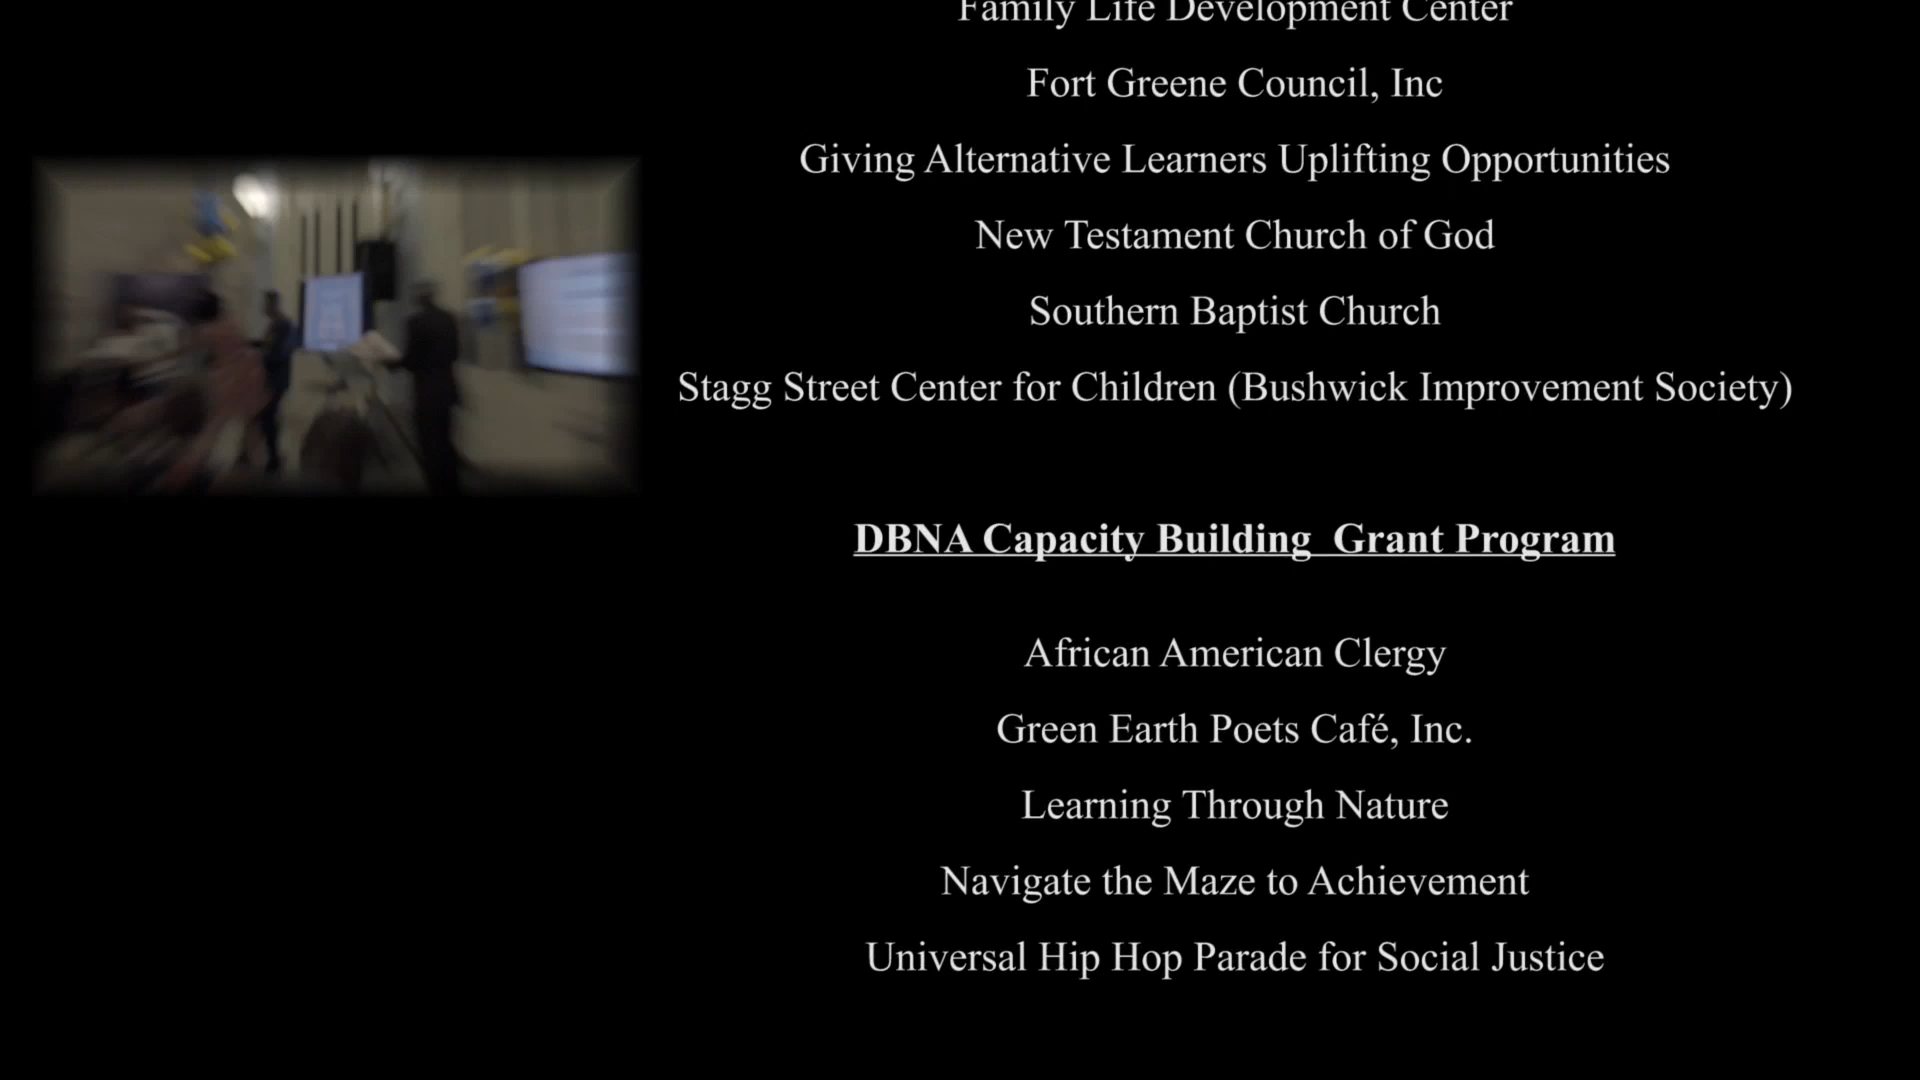 Family Life Development Center
Fort Greene Council, Inc
Giving Alternative Learners Uplifting Opportunities
New Testament Church of God
Southern Baptist Church
Stagg Street Center for Children (Bushwick Improvement Society)
DBNA Capacity Building  Grant Program
African American Clergy
Green Earth Poets Café, Inc.
Learning Through Nature
Navigate the Maze to Achievement
Universal Hip Hop Parade for Social Justice